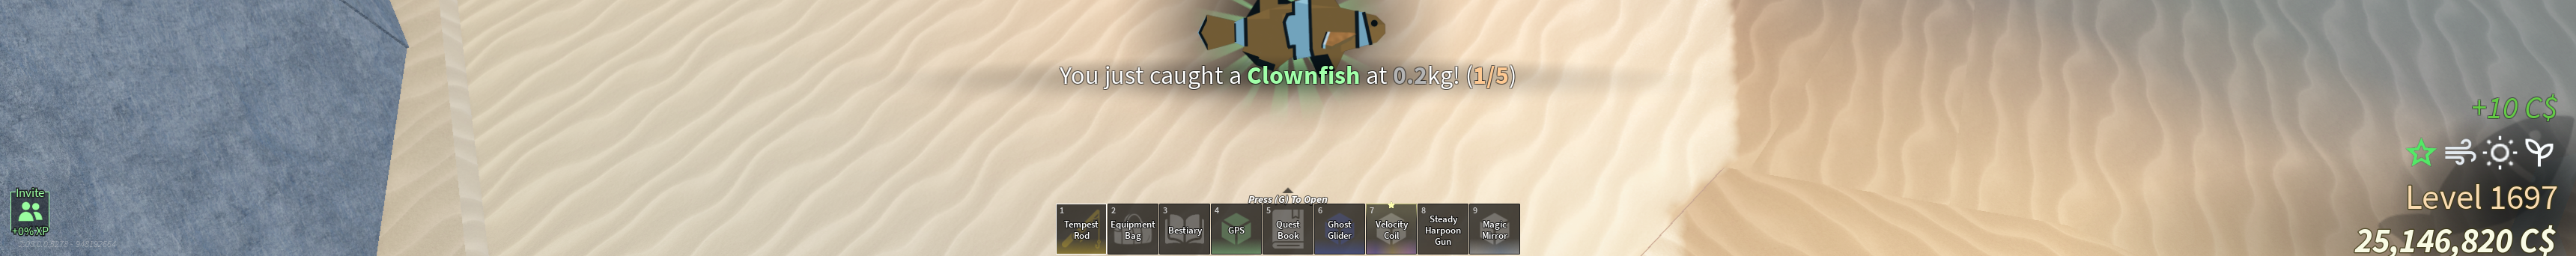 You just caught a Clownfish at 0.2kg! (1/5)
+10 C$
Level 1697
25,146,820 C$
Invite
+0% XP
Press (G) To Open
1 Tempest Rod
2 Equipment Bag
3 Bestiary
4 GPS
5 Quest Book
6 Ghost Glider
7 Velocity Coil
8 Steady Harpoon Gun
9 Magic Mirror